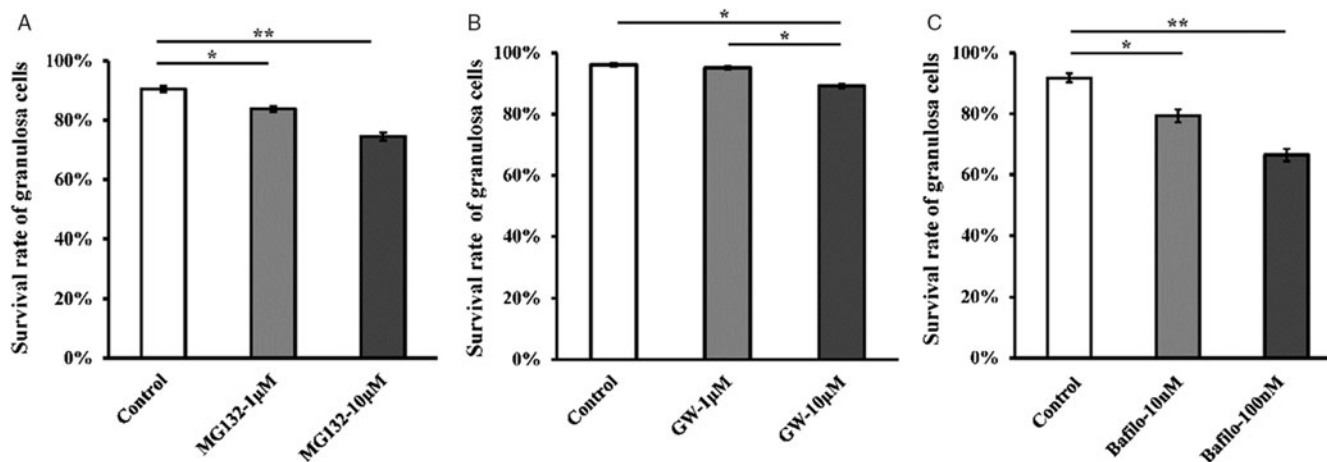 A
**
*
100%
80%
60%
40%
20%
0%
Survival rate of granulosa cells
Control
MG132-1μM
MG132-10μM
B
*
*
100%
80%
60%
40%
20%
0%
Survival rate of granulosa cells
Control
GW-1μM
GW-10μM
C
**
*
100%
80%
60%
40%
20%
0%
Survival rate of granulosa cells
Control
Bafilo-10nM
Bafilo-100nM